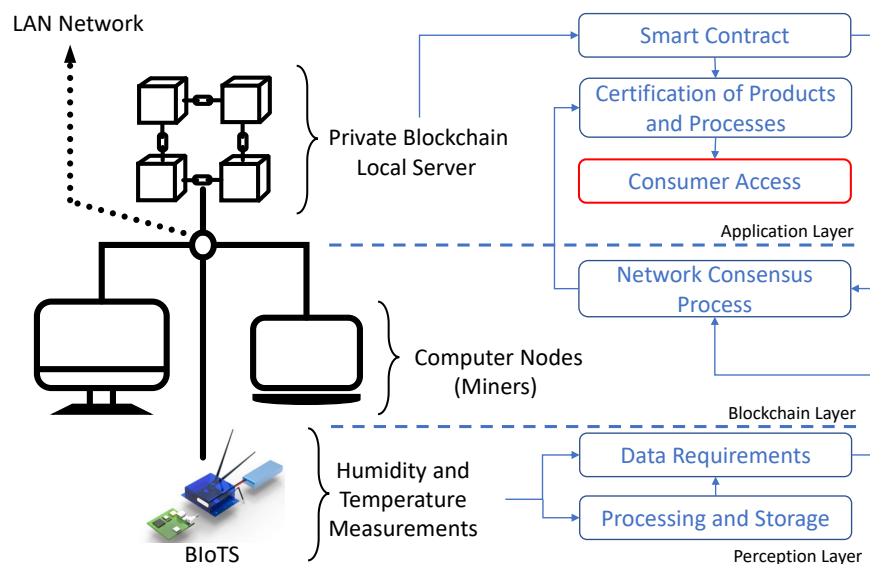 LAN Network
Smart Contract
Certification of Products
and Processes
Private Blockchain
Local Server
Consumer Access
Application Layer
Network Consensus
Process
Computer Nodes
(Miners)
Blockchain Layer
Data Requirements
Humidity and
Temperature
Measurements
Processing and Storage
BIoTS
Perception Layer